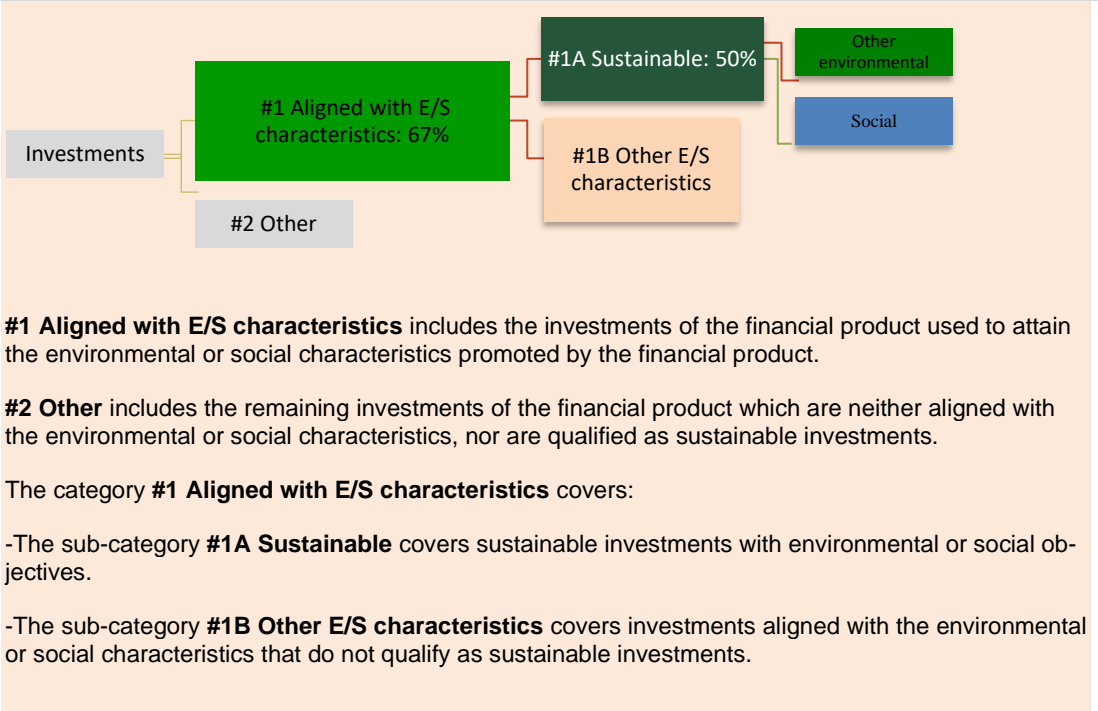 Investments
#1 Aligned with E/S
characteristics: 67%
#2 Other
#1A Sustainable: 50%
#1B Other E/S
characteristics
Other
environmental
Social
#1 Aligned with E/S characteristics includes the investments of the financial product used to attain
the environmental or social characteristics promoted by the financial product.
#2 Other includes the remaining investments of the financial product which are neither aligned with
the environmental or social characteristics, nor are qualified as sustainable investments.
The category #1 Aligned with E/S characteristics covers:
-The sub-category #1A Sustainable covers sustainable investments with environmental or social ob-
jectives.
-The sub-category #1B Other E/S characteristics covers investments aligned with the environmental
or social characteristics that do not qualify as sustainable investments.